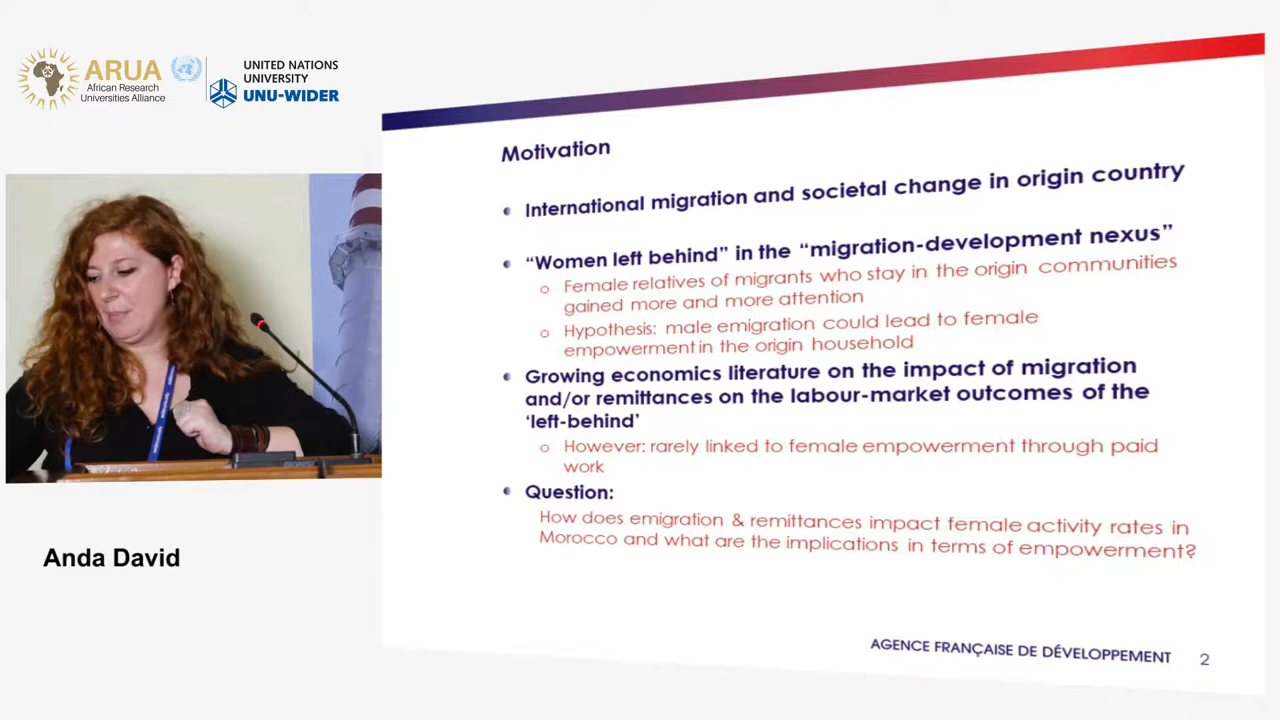 ARUA
African Research
Universities Alliance
UNITED NATIONS
UNIVERSITY
UNU-WIDER
Motivation
International migration and societal change in origin country
“Women left behind” in the “migration-development nexus”
Female relatives of migrants who stay in the origin communities
gained more and more attention
Hypothesis: male emigration could lead to female
empowerment in the origin household
Growing economics literature on the impact of migration
and/or remittances on the labour-market outcomes of the
‘left-behind’
However: rarely linked to female empowerment through paid
work
Question:
How does emigration & remittances impact female activity rates in
Morocco and what are the implications in terms of empowerment?
AGENCE FRANÇAISE DE DÉVELOPPEMENT 2
Anda David